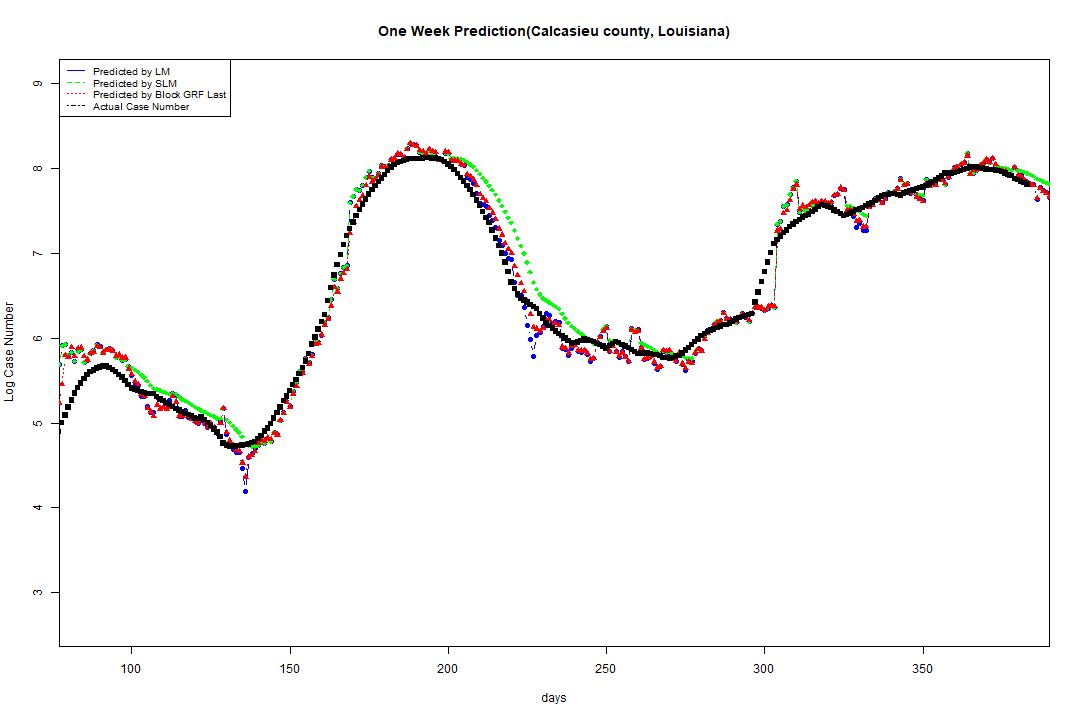 One Week Prediction(Calcasieu county, Louisiana)
Predicted by LM
Predicted by SLM
Predicted by Block GRF Last
Actual Case Number
Log Case Number
9
8
7
6
5
4
3
100 150 200 250 300 350
days